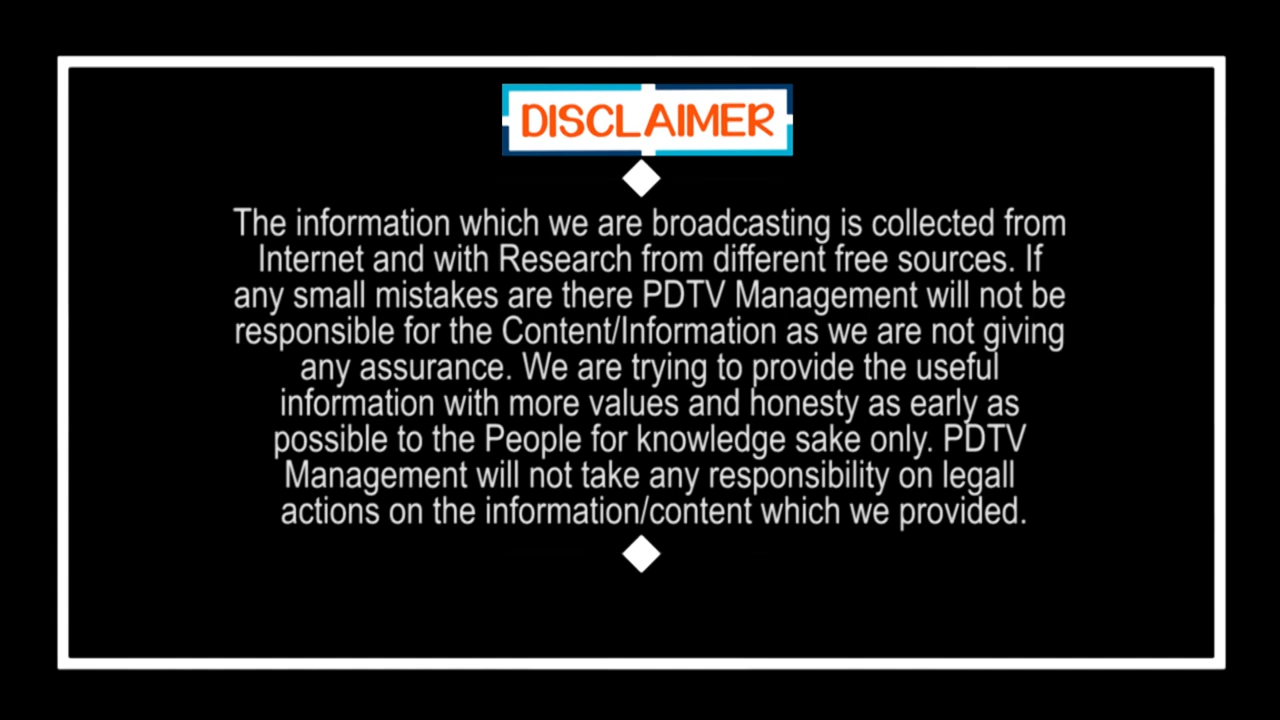 DISCLAIMER
The information which we are broadcasting is collected from
Internet and with Research from different free sources. If
any small mistakes are there PDTV Management will not be
responsible for the Content/Information as we are not giving
any assurance. We are trying to provide the useful
information with more values and honesty as early as
possible to the People for knowledge sake only. PDTV
Management will not take any responsibility on legall
actions on the information/content which we provided.